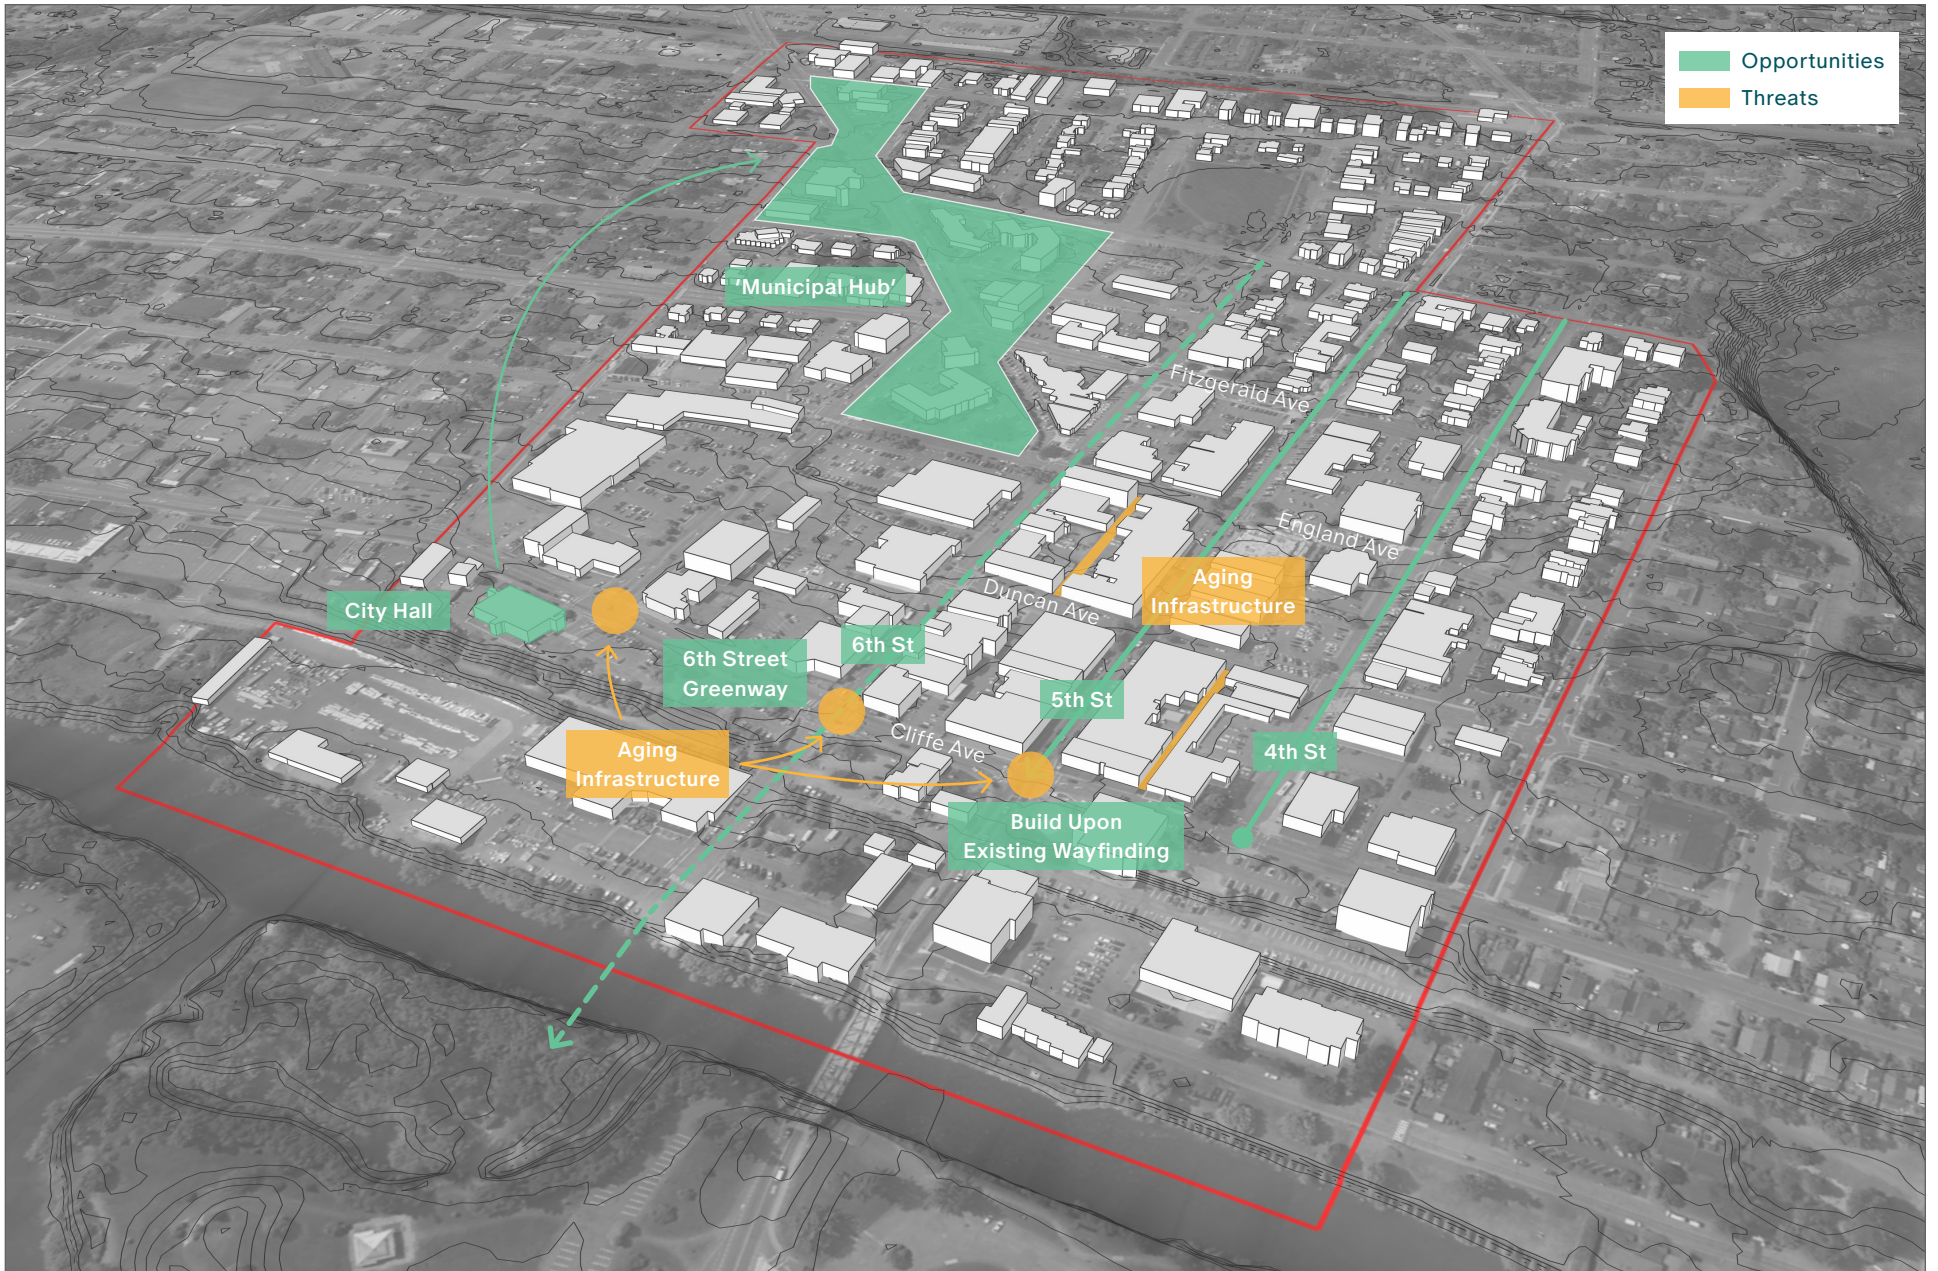 Opportunities
Threats
‘Municipal Hub’
Fitzgerald Ave
England Ave
Duncan Ave
Aging
Infrastructure
City Hall
6th St
6th Street
Greenway
5th St
Cliffe Ave
4th St
Aging
Infrastructure
Build Upon
Existing Wayfinding